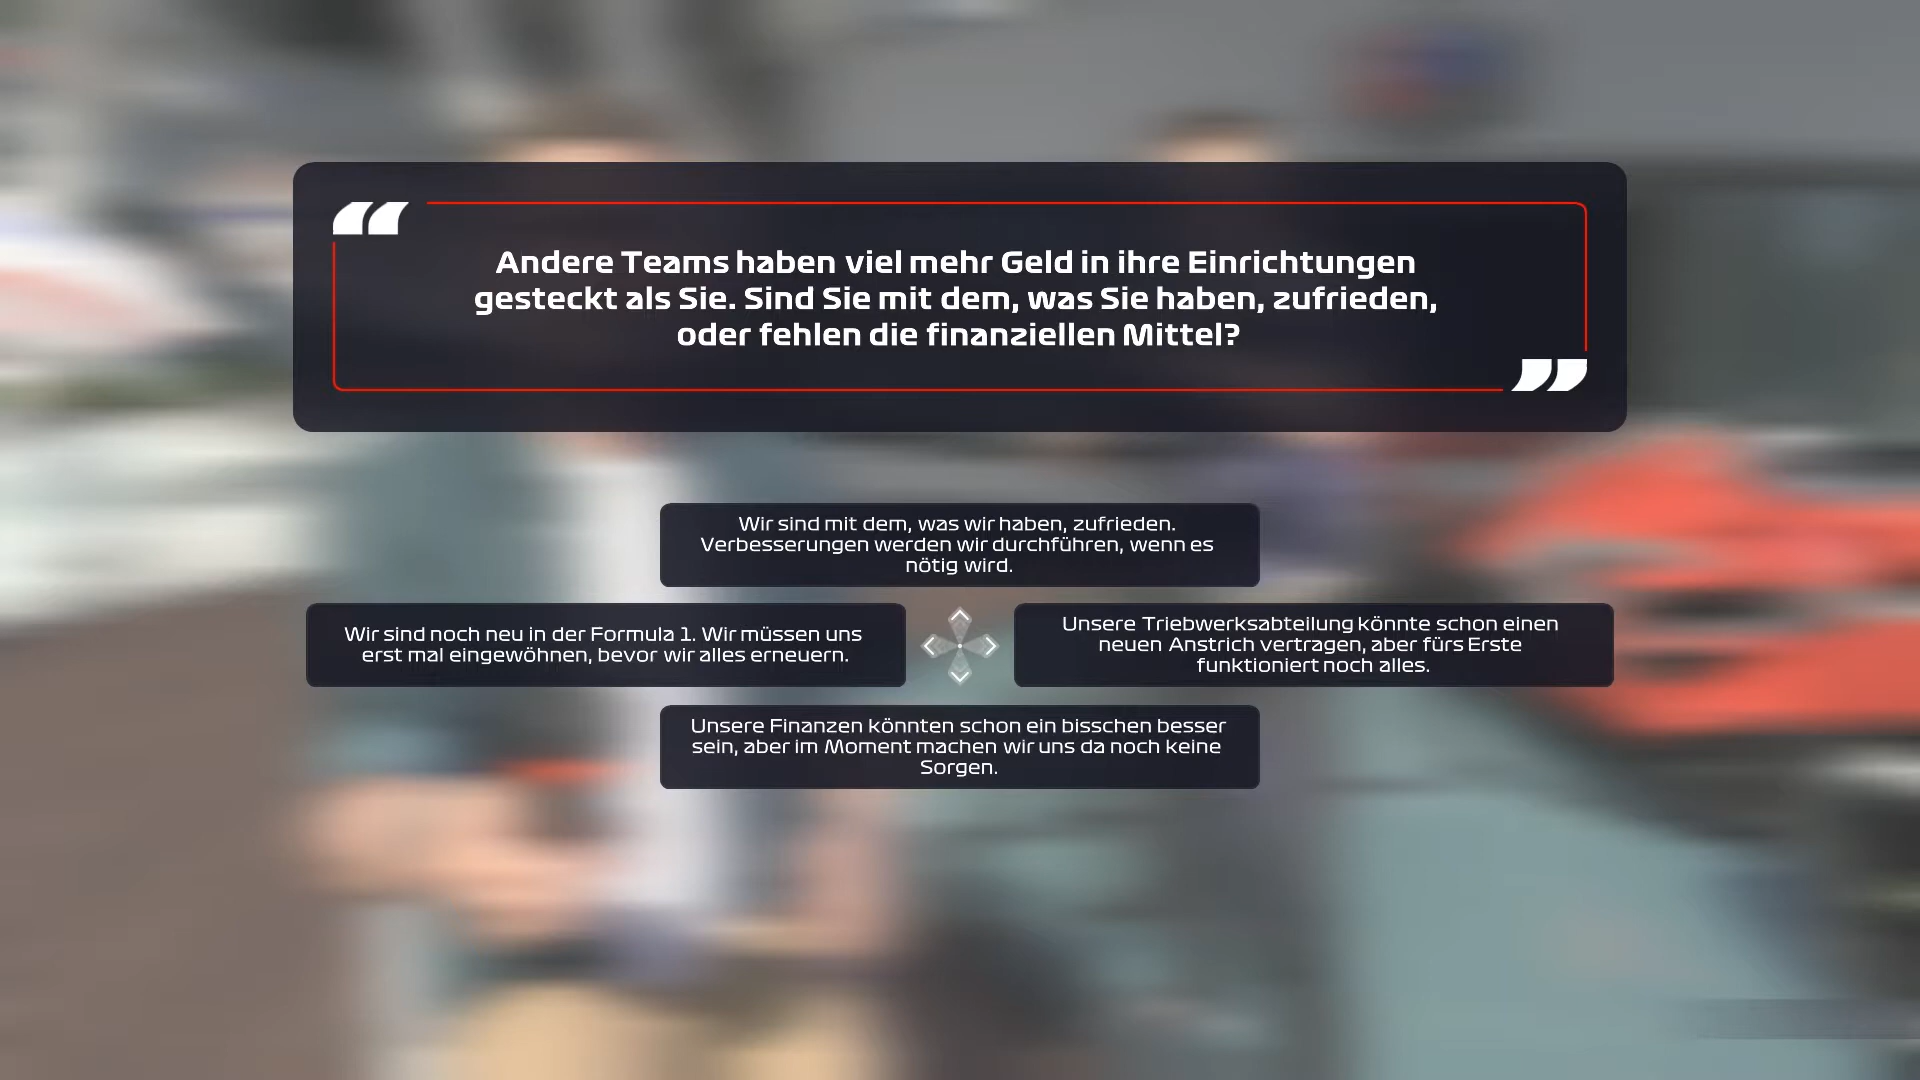 Andere Teams haben viel mehr Geld in ihre Einrichtungen
gesteckt als Sie. Sind Sie mit dem, was Sie haben, zufrieden,
oder fehlen die finanziellen Mittel?
Wir sind mit dem, was wir haben, zufrieden.
Verbesserungen werden wir durchführen, wenn es
nötig wird.
Wir sind noch neu in der Formula 1. Wir müssen uns
erst mal eingewöhnen, bevor wir alles erneuern.
Unsere Triebwerksabteilung könnte schon einen
neuen Anstrich vertragen, aber fürs Erste
funktioniert noch alles.
Unsere Finanzen könnten schon ein bisschen besser
sein, aber im Moment machen wir uns da noch keine
Sorgen.